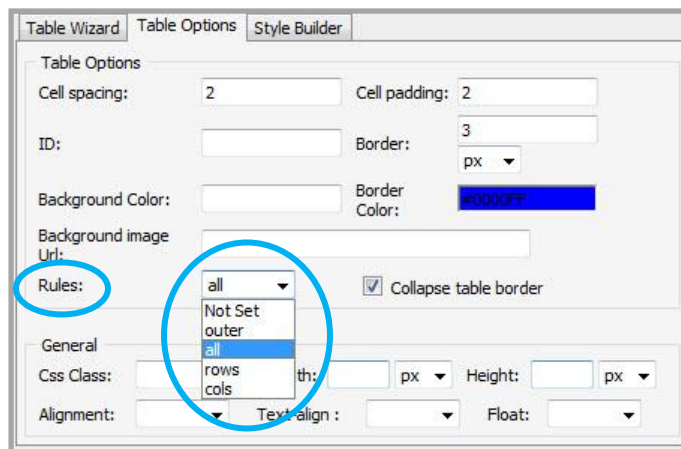 Table Wizard Table Options Style Builder
Table Options
Cell spacing: 2 Cell padding: 2
ID: Border: 3
px
Background Color: Border Color: #0000FF
Background image Url:
Rules: all Collapse table border
Not Set
outer
all
rows
cols
General
Css Class: th: px Height: px
Alignment: Text-align : Float: